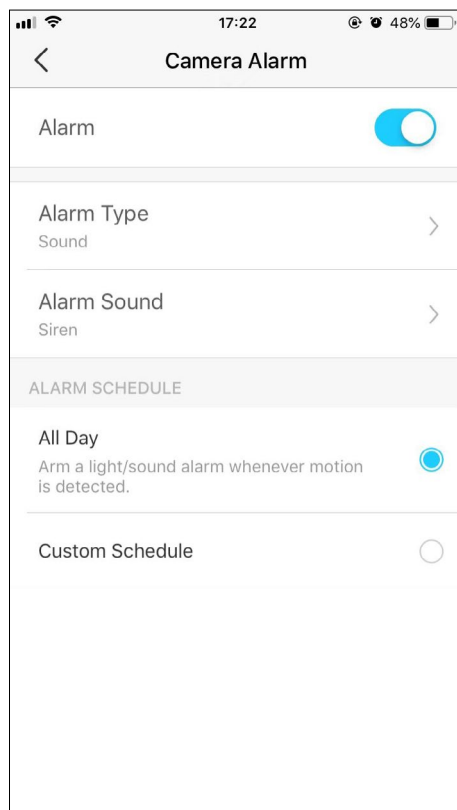 17:22
48%
Camera Alarm
Alarm
Alarm Type
Sound
Alarm Sound
Siren
ALARM SCHEDULE
All Day
Arm a light/sound alarm whenever motion
is detected.
Custom Schedule